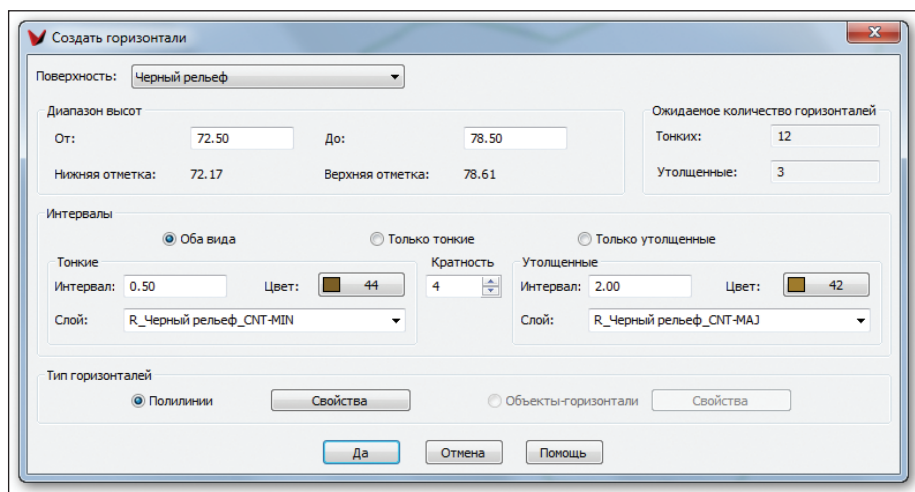 Создать горизонтали
Поверхность: Черный рельеф
Диапазон высот
От: 72.50 До: 78.50
Нижняя отметка: 72.17 Верхняя отметка: 78.61
Ожидаемое количество горизонталей
Тонких: 12
Утолщенные: 3
Интервалы
Оба вида Только тонкие Только утолщенные
Тонкие
Интервал: 0.50 Цвет: 44
Слой: R_Черный рельеф_CNT-MIN
Кратность
4
Утолщенные
Интервал: 2.00 Цвет: 42
Слой: R_Черный рельеф_CNT-MAJ
Тип горизонталей
Полилинии Свойства Объекты-горизонтали Свойства
Да Отмена Помощь